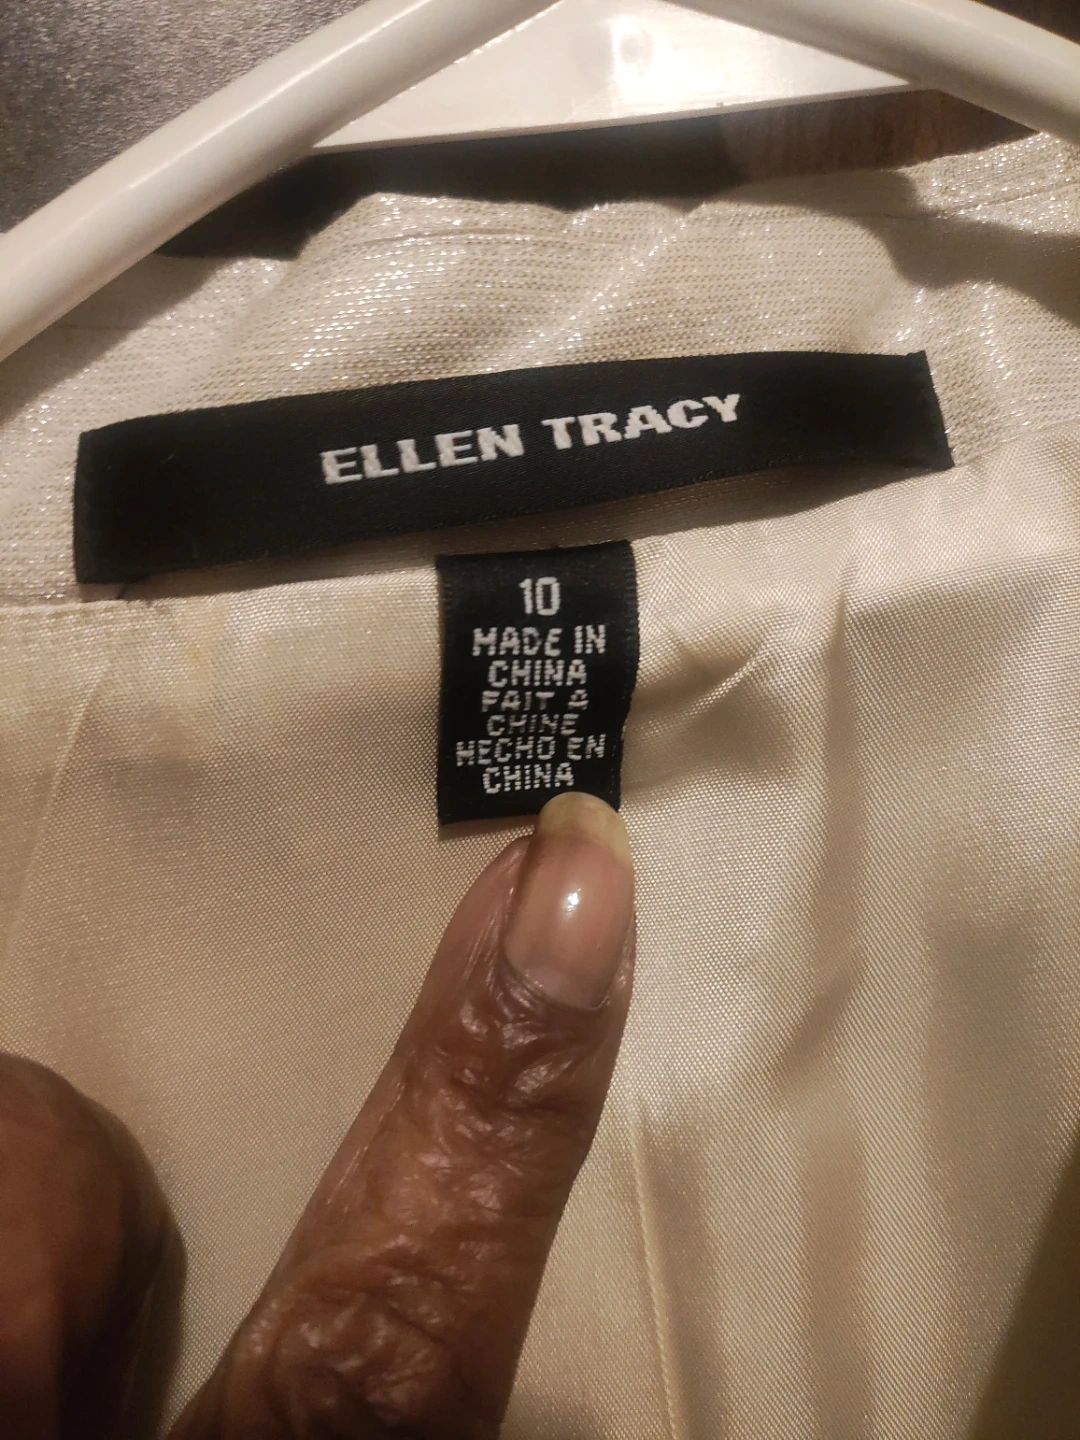 ELLEN TRACY
10
MADE IN
CHINA
FAIT A
CHINE
HECHO EN
CHINA